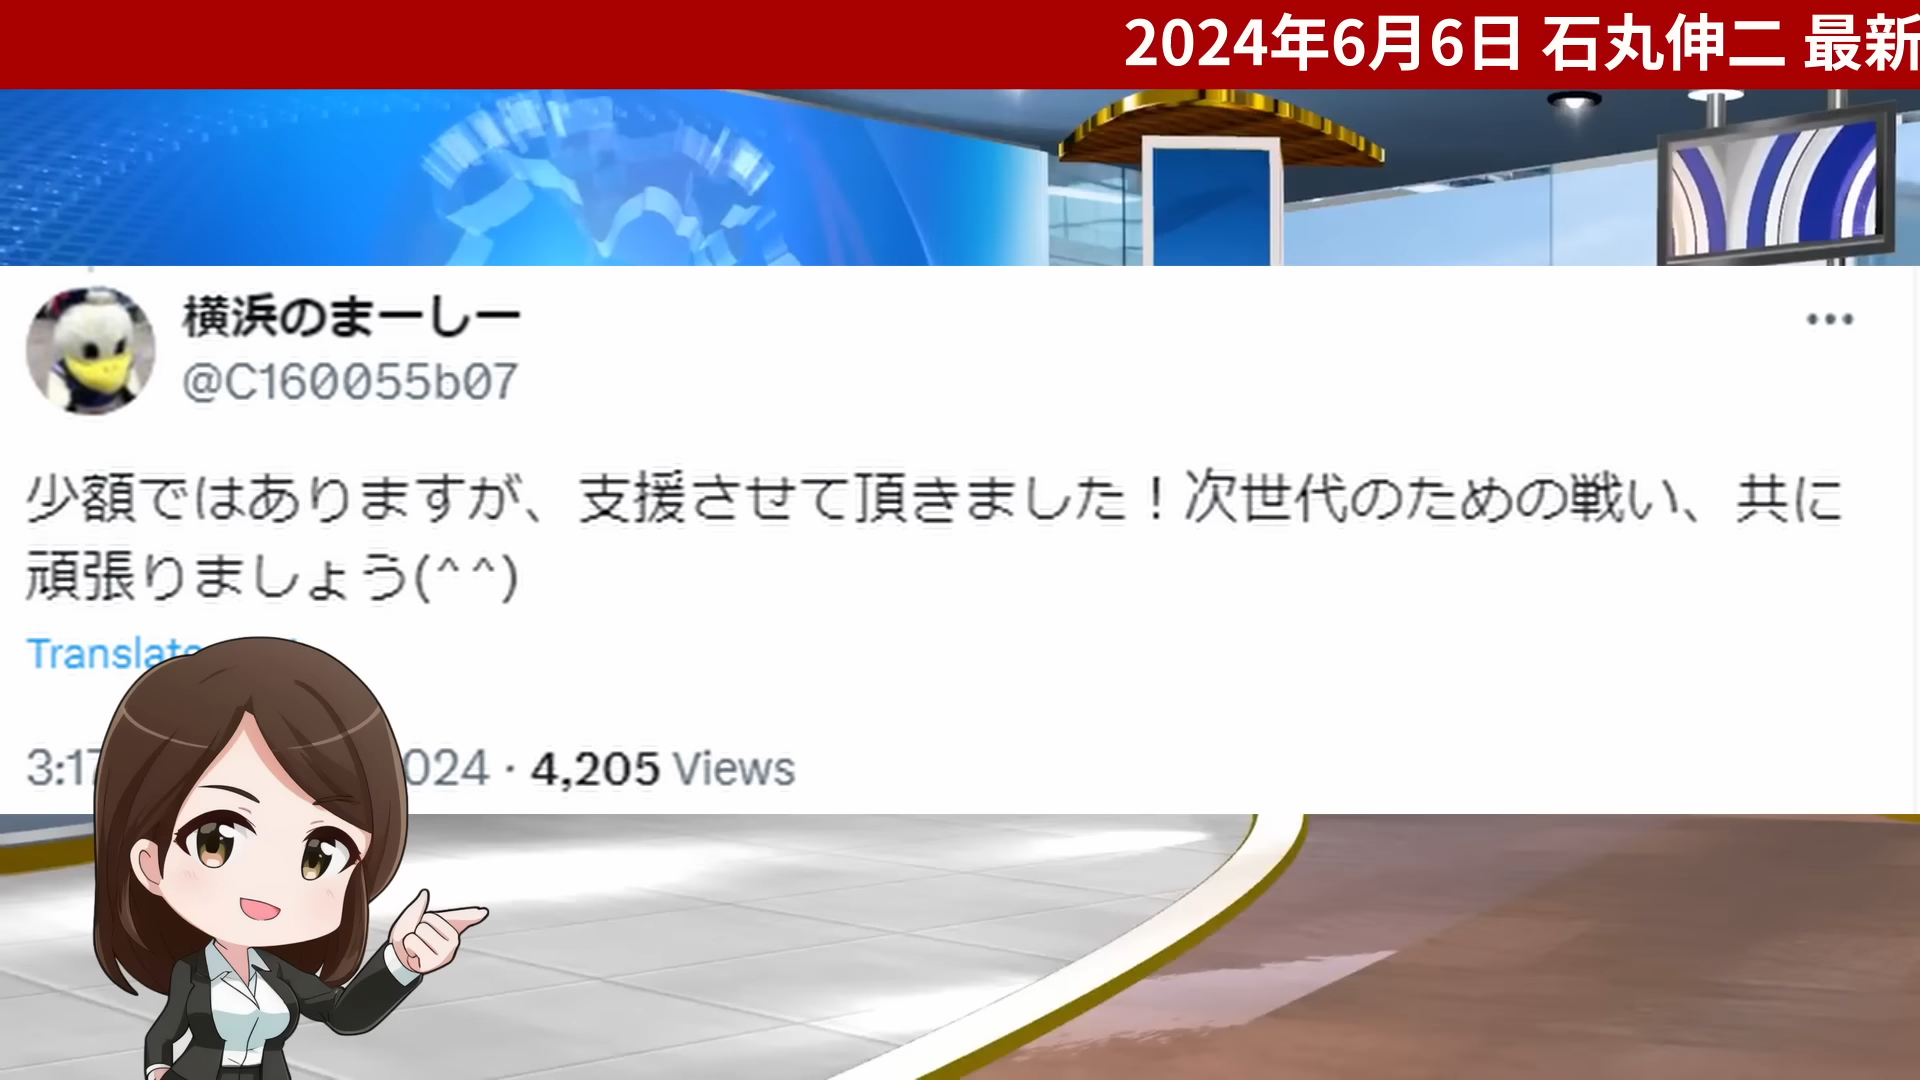 2024年6月6日 石丸伸二 最新
横浜のまーしー
@C160055b07
少額ではありますが、支援させて頂きました！次世代のための戦い、共に
頑張りましょう(^^)
Translate
3:17
024 · 4,205 Views